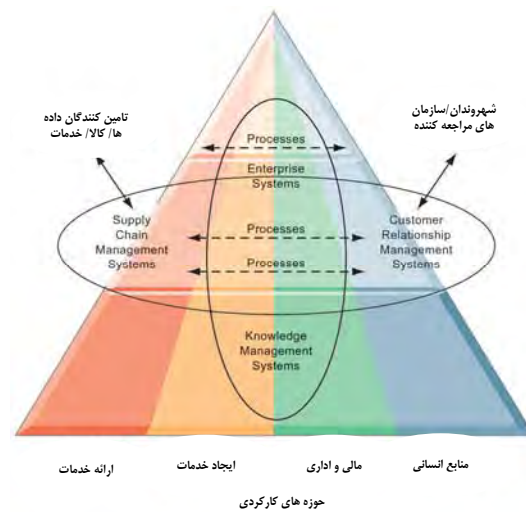 تامین کنندگان داده
ها/ کالا/ خدمات
شهروندان/سازمان
های مراجعه کننده
Processes
Enterprise
Systems
Supply
Chain
Management
Systems
Processes
Processes
Customer
Relationship
Management
Systems
Knowledge
Management
Systems
منابع انسانی
مالی و اداری
ایجاد خدمات
ارائه خدمات
حوزه های کارکردی